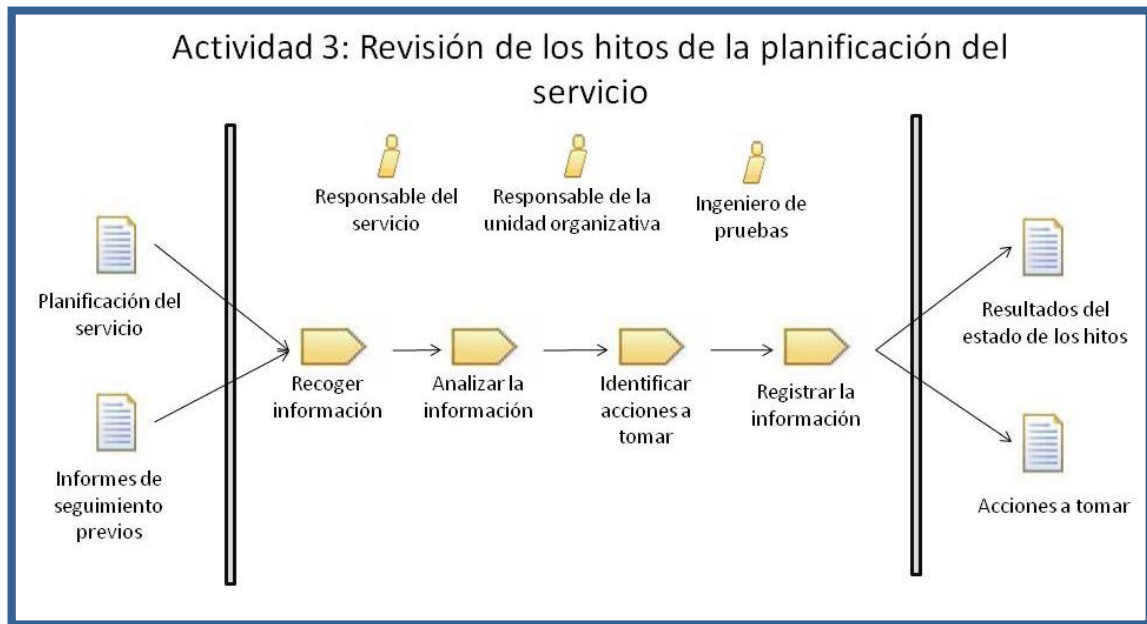 Actividad 3: Revisión de los hitos de la planificación del
servicio
Responsable del
servicio
Responsable de la
unidad organizativa
Ingeniero de
pruebas
Planificación del
servicio
Informes de
seguimiento
previos
Recoger
información
Analizar la
información
Identificar
acciones a
tomar
Registrar la
información
Resultados del
estado de los hitos
Acciones a tomar